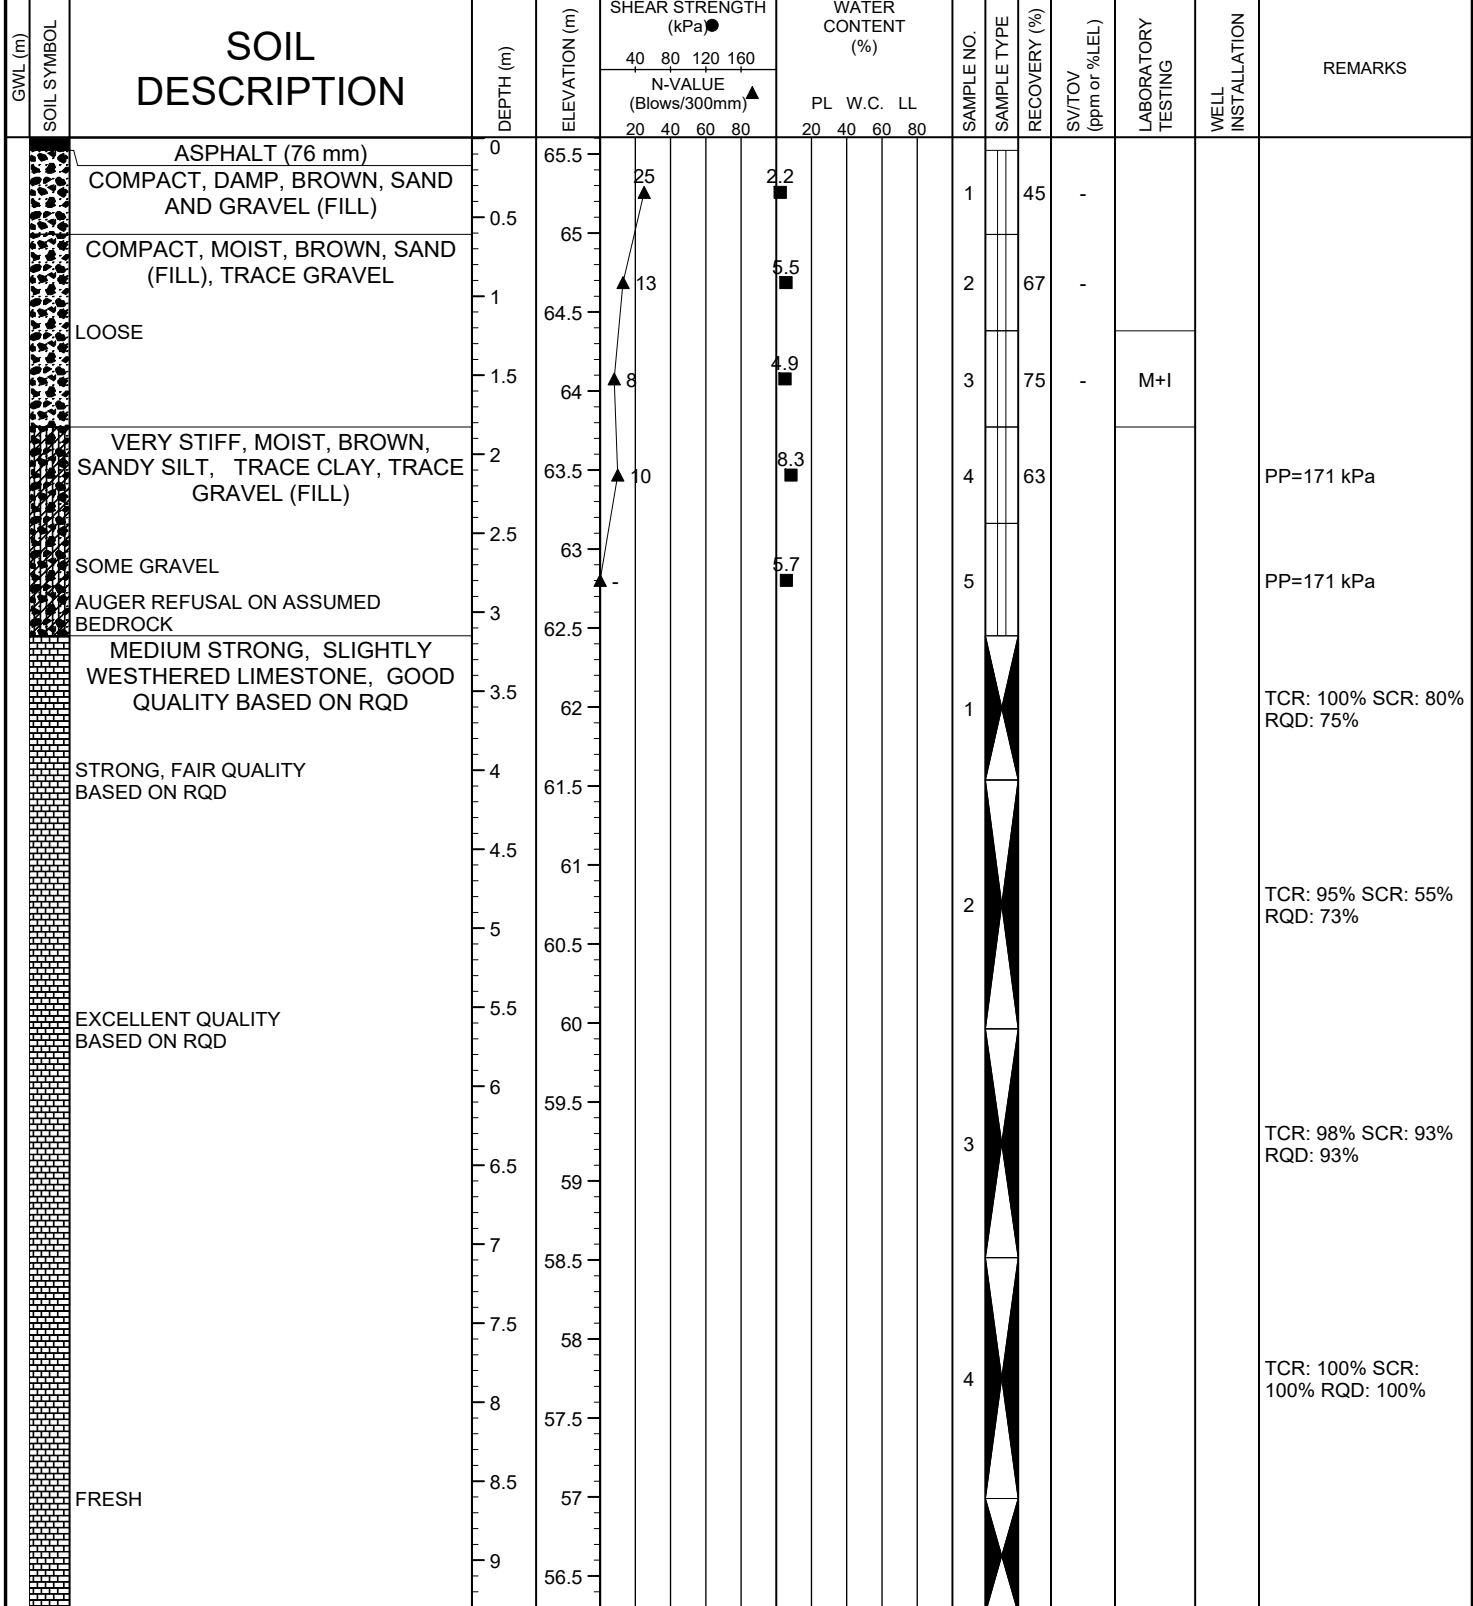 GWL (m)
SOIL SYMBOL
SOIL
DESCRIPTION
DEPTH (m)
ELEVATION (m)
SHEAR STRENGTH
(kPa)
40 80 120 160
N-VALUE
(Blows/300mm)
20 40 60 80
WATER
CONTENT
(%)
PL W.C. LL
20 40 60 80
SAMPLE NO.
SAMPLE TYPE
RECOVERY (%)
SV/TOV
(ppm or %LEL)
LABORATORY
TESTING
WELL
INSTALLATION
REMARKS
ASPHALT (76 mm)
COMPACT, DAMP, BROWN, SAND
AND GRAVEL (FILL)
COMPACT, MOIST, BROWN, SAND
(FILL), TRACE GRAVEL
LOOSE
VERY STIFF, MOIST, BROWN,
SANDY SILT, TRACE CLAY, TRACE
GRAVEL (FILL)
SOME GRAVEL
AUGER REFUSAL ON ASSUMED
BEDROCK
MEDIUM STRONG, SLIGHTLY
WESTHERED LIMESTONE, GOOD
QUALITY BASED ON RQD
STRONG, FAIR QUALITY
BASED ON RQD
EXCELLENT QUALITY
BASED ON RQD
FRESH
0
0.5
1
1.5
2
2.5
3
3.5
4
4.5
5
5.5
6
6.5
7
7.5
8
8.5
9
65.5
65
64.5
64
63.5
63
62.5
62
61.5
61
60.5
60
59.5
59
58.5
58
57.5
57
56.5
25
13
8
10
-
2.2
5.5
4.9
8.3
5.7
1
2
3
4
5
1
2
3
4
45
67
75
63
-
-
-
M+I
PP=171 kPa
PP=171 kPa
TCR: 100% SCR: 80%
RQD: 75%
TCR: 95% SCR: 55%
RQD: 73%
TCR: 98% SCR: 93%
RQD: 93%
TCR: 100% SCR:
100% RQD: 100%